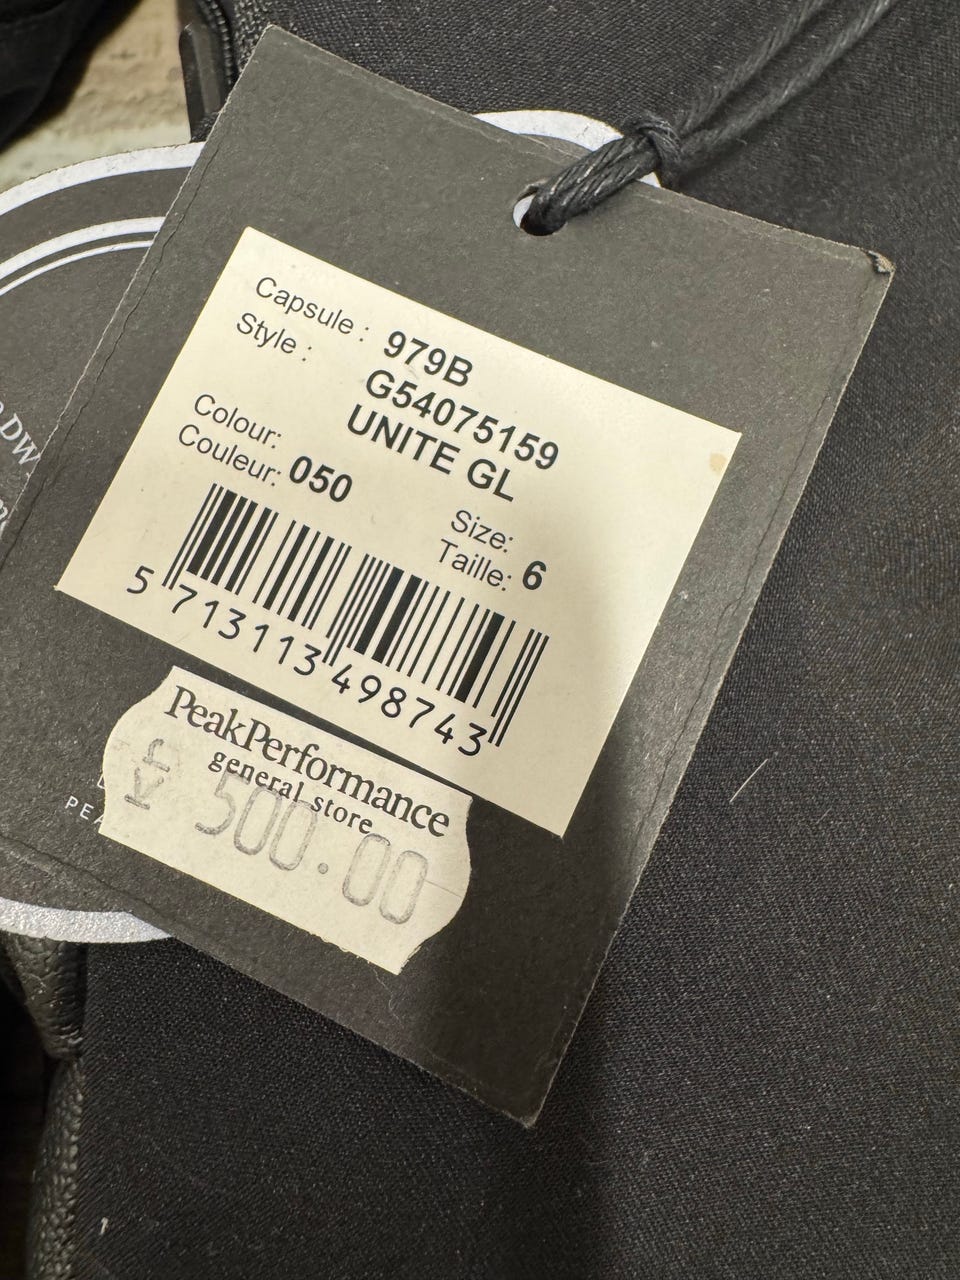 Capsule : 979B
Style : G54075159
UNITE GL
Colour:
Couleur: 050
Size:
Taille: 6
5 713113 498743
PeakPerformance
general store
500.00